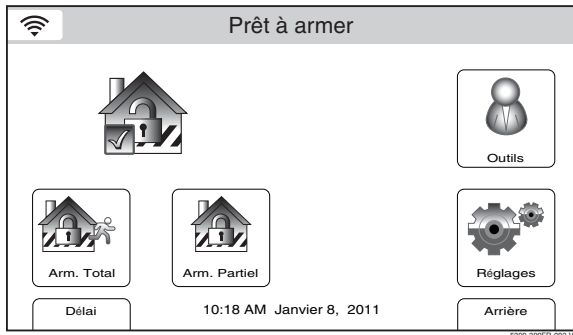 Prêt à armer
Outils
Arm. Total
Arm. Partiel
Réglages
Délai
10:18 AM Janvier 8, 2011
Arrière